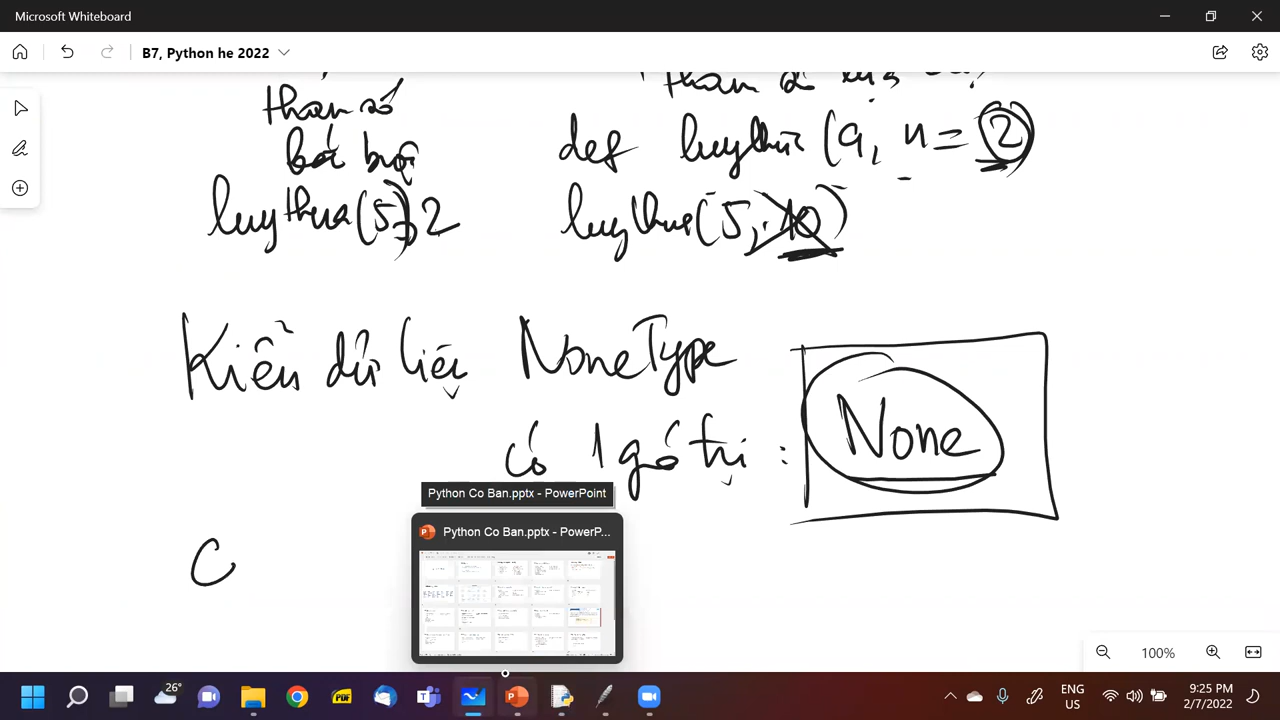 Microsoft Whiteboard
B7, Python he 2022
tham số
bắt buộc
def luythua (a, n = 2)
luythua(5) 2
luythua(5, 10)
Kiểu dữ liệu NoneType
có 1 giá trị : None
Python Co Ban.pptx - PowerPoint
Python Co Ban.pptx - PowerP...
C
100%
26°
PDF
ENG
US
9:25 PM
2/7/2022